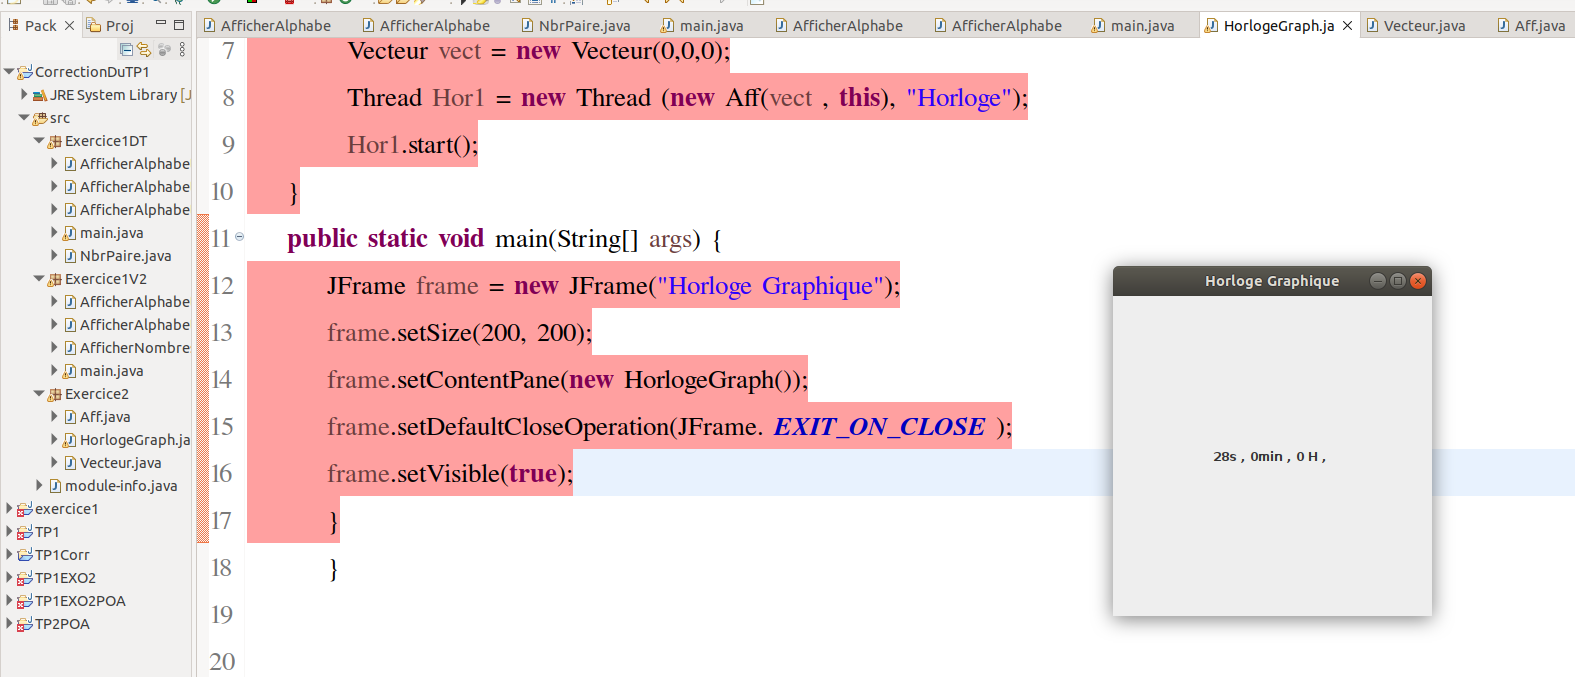 Pack
Proj
AfficherAlphabe
AfficherAlphabe
NbrPaire.java
main.java
AfficherAlphabe
AfficherAlphabe
main.java
HorlogeGraph.ja
Vecteur.java
Aff.java
CorrectionDuTP1
JRE System Library [J
src
Exercice1DT
AfficherAlphabe
AfficherAlphabe
AfficherAlphabe
main.java
NbrPaire.java
Exercice1V2
AfficherAlphabe
AfficherAlphabe
AfficherNombre
main.java
Exercice2
Aff.java
HorlogeGraph.ja
Vecteur.java
module-info.java
exercice1
TP1
TP1Corr
TP1EXO2
TP1EXO2POA
TP2POA
7 Vecteur vect = new Vecteur(0,0,0);
8 Thread Hor1 = new Thread (new Aff(vect , this), "Horloge");
9 Hor1.start();
10 }
11 public static void main(String[] args) {
12 JFrame frame = new JFrame("Horloge Graphique");
13 frame.setSize(200, 200);
14 frame.setContentPane(new HorlogeGraph());
15 frame.setDefaultCloseOperation(JFrame. EXIT_ON_CLOSE );
16 frame.setVisible(true);
17 }
18 }
19
20
Horloge Graphique
28s , 0min , 0 H ,